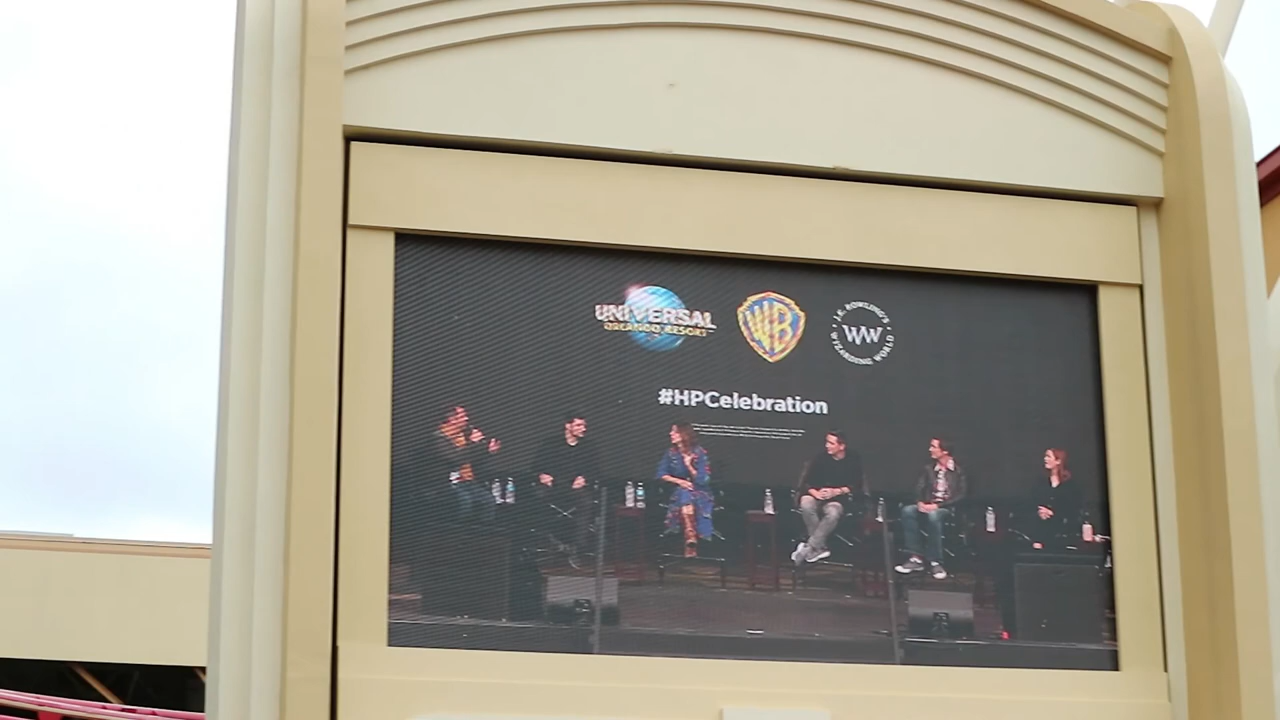 UNIVERSAL
ORLANDO RESORT
WB
J.K. ROWLING'S
WW
WIZARDING WORLD
#HPCelebration